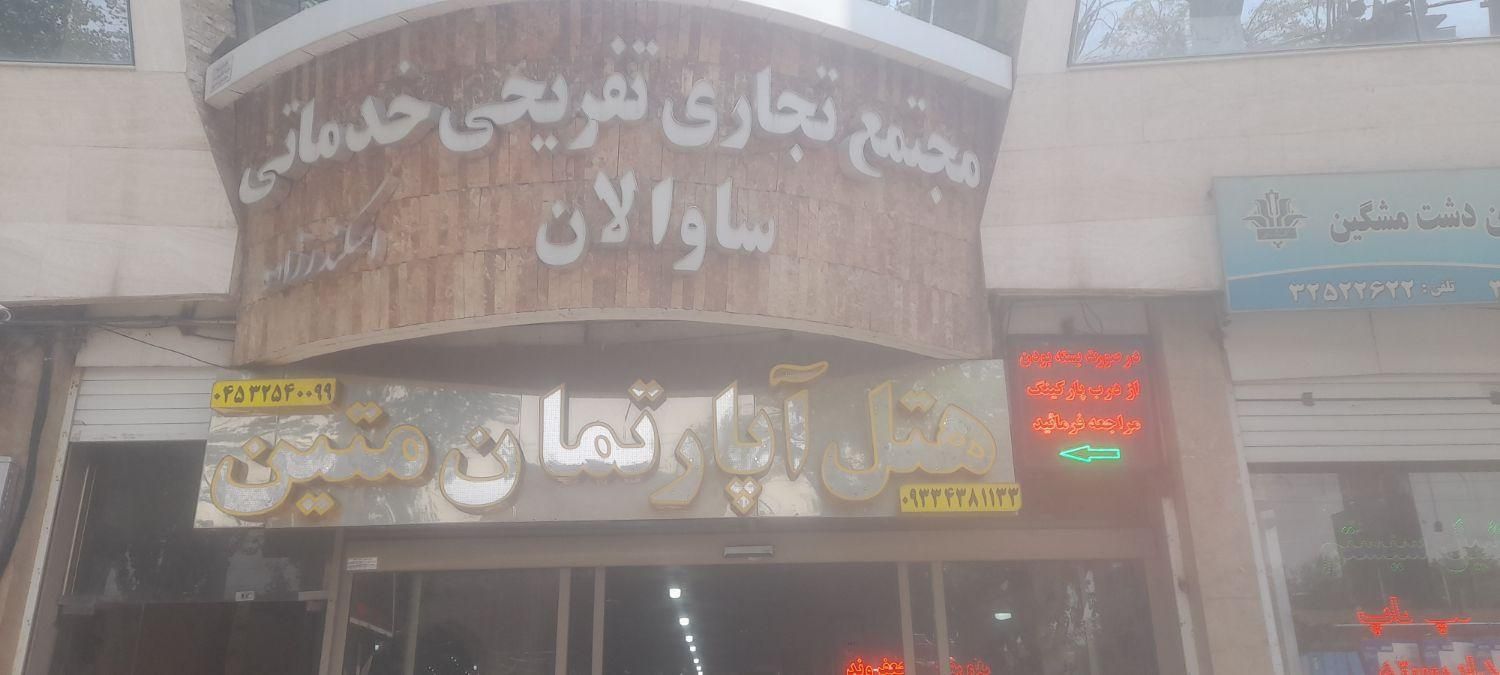 مجتمع تجاری تفریحی خدماتی
ساوالان
هتل آپارتمان متین
۰۴۵۳۲۵۴۰۰۹۹
۰۹۳۳۴۳۸۱۱۳۳
در صورت بسته بودن
از درب پارکینگ
مراجعه فرمائید
دشت مشگین
تلفن: ۳۲۵۲۲۶۲۲